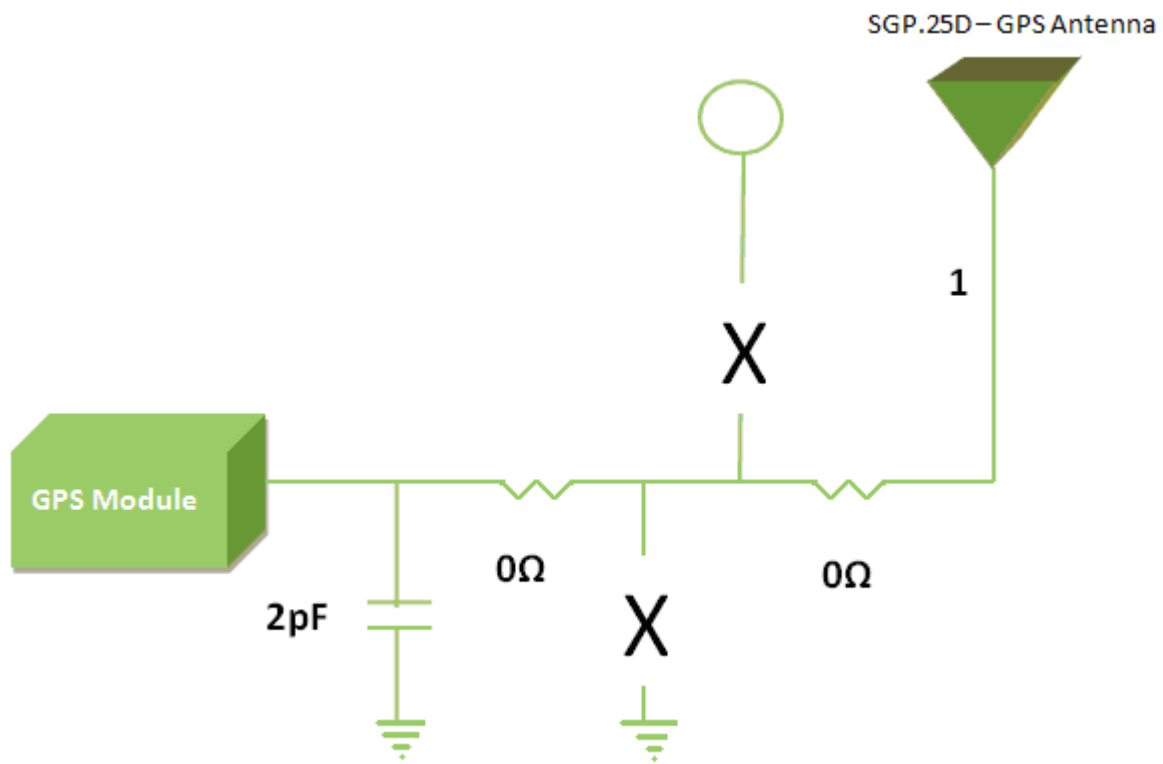 SGP.25D – GPS Antenna
1
X
GPS Module
0Ω
0Ω
2pF
X